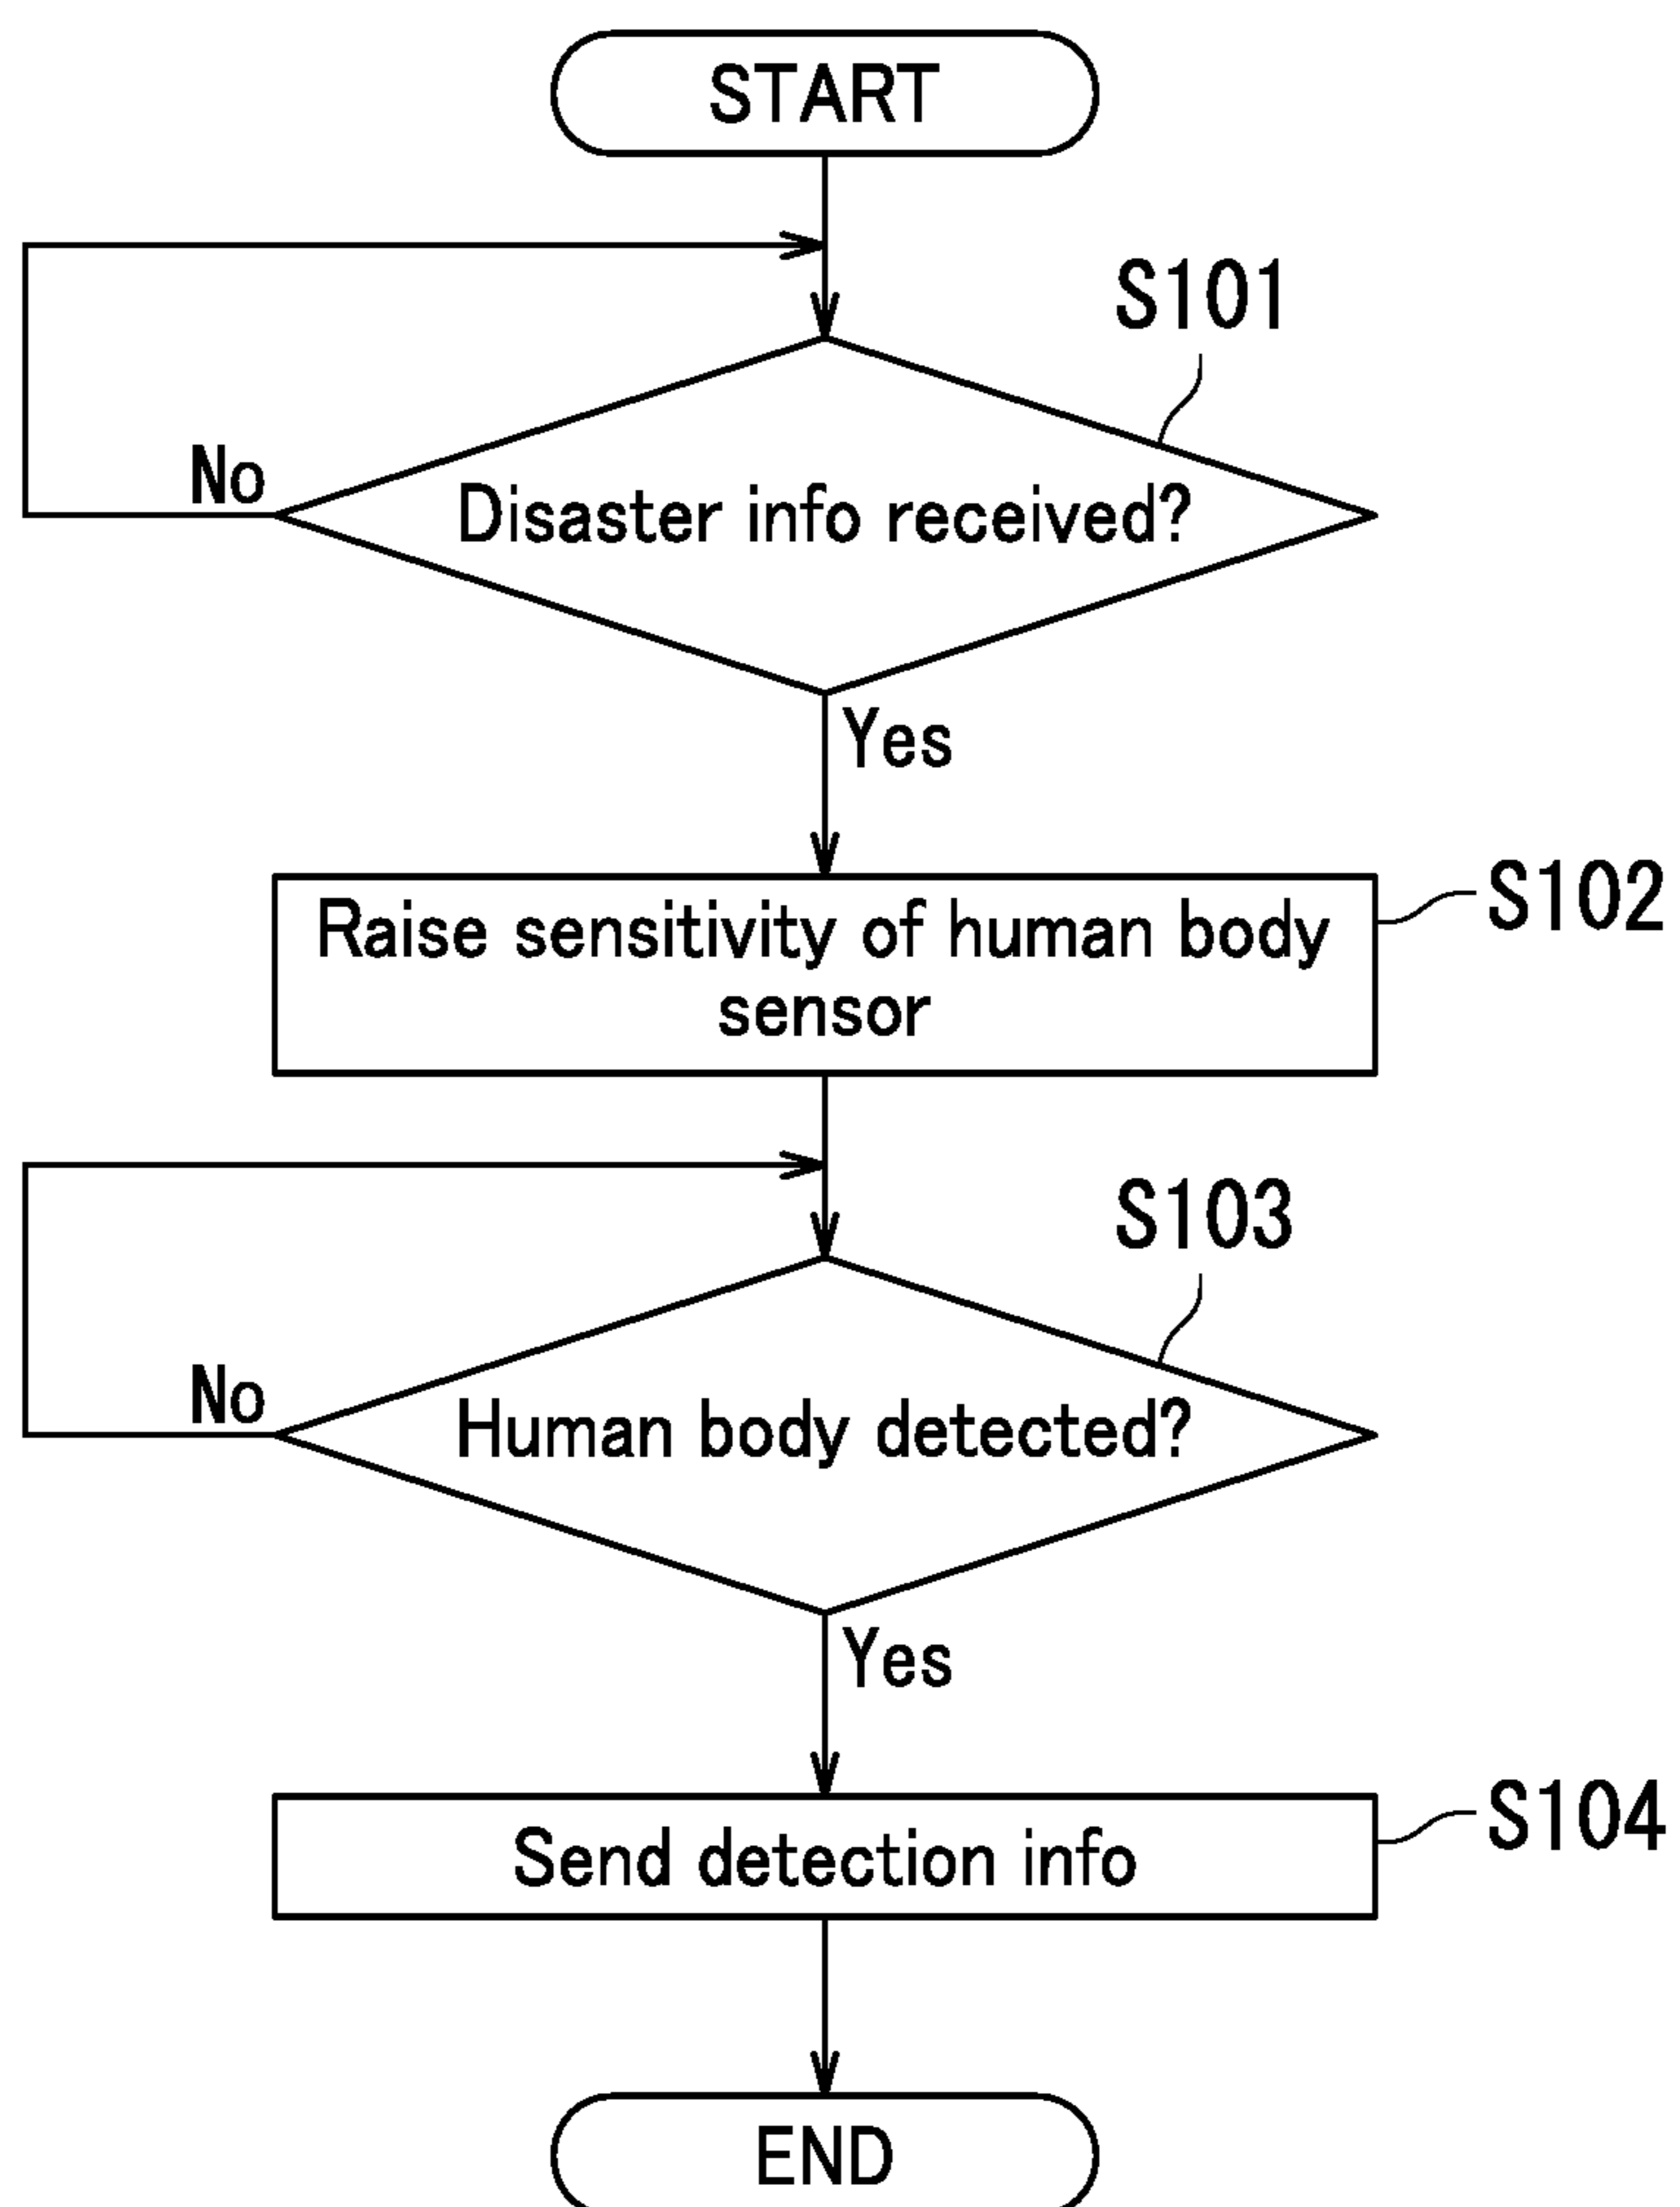 START
S101
No
Disaster info received?
Yes
Raise sensitivity of human body
sensor
S102
S103
No
Human body detected?
Yes
Send detection info
S104
END